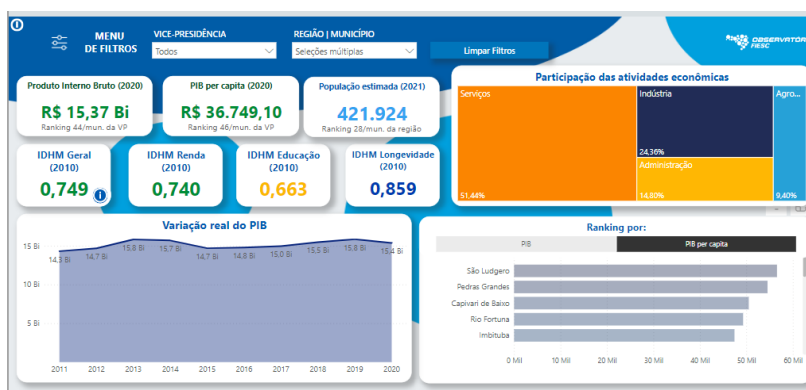 MENU
DE FILTROS
VICE-PRESIDÊNCIA
Todos
REGIÃO | MUNICÍPIO
Seleções múltiplas
Limpar Filtros
OBSERVATÓR
FIESC
Produto Interno Bruto (2020)
R$ 15,37 Bi
Ranking 44/mun. da VP
PIB per capita (2020)
R$ 36.749,10
Ranking 46/mun. da VP
População estimada (2021)
421.924
Ranking 28/mun. da região
Participação das atividades econômicas
Serviços
51,44%
Indústria
24,36%
Administração
14,80%
Agro...
9,40%
IDHM Geral
(2010)
0,749
i
IDHM Renda
(2010)
0,740
IDHM Educação
(2010)
0,663
IDHM Longevidade
(2010)
0,859
Variação real do PIB
15 Bi
10 Bi
5 Bi
14,3 Bi 14,7 Bi 15,8 Bi 15,7 Bi 14,7 Bi 14,8 Bi 15,0 Bi 15,5 Bi 15,8 Bi 15,4 Bi
2011 2012 2013 2014 2015 2016 2017 2018 2019 2020
Ranking por:
PIB
PIB per capita
São Ludgero
Pedras Grandes
Capivari de Baixo
Rio Fortuna
Imbituba
0 Mil 10 Mil 20 Mil 30 Mil 40 Mil 50 Mil 60 Mil